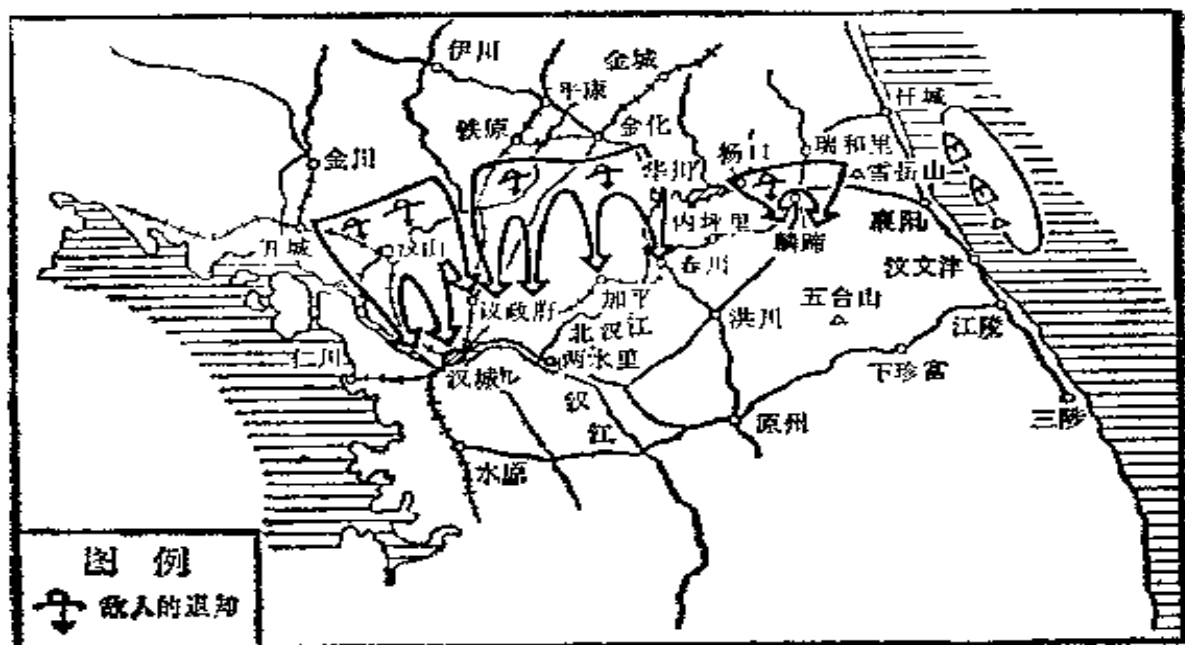 伊川
金城
平康
杆城
铁原
金化
瑞和里
金川
华川
杨口
雪岳山
内坪里
襄阳
开城
汶山
麟蹄
春川
汶文津
议政府
加平
五台山
洪川
北汉江
江陵
仁川
两水里
汉城
下珍富
汉江
原州
三陟
水原
图例
敌人的退却